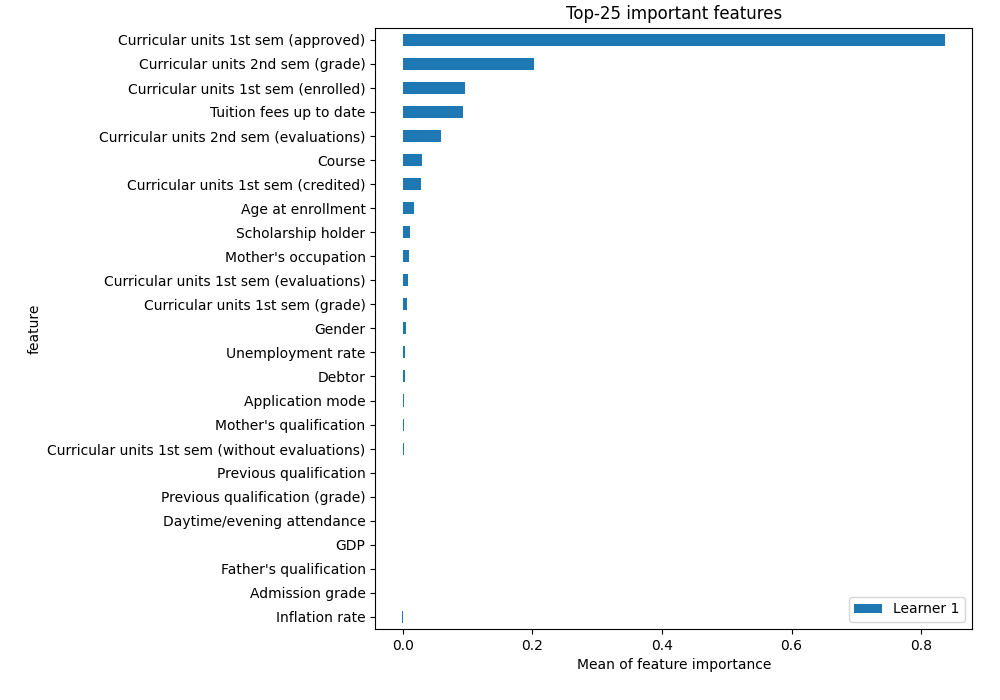 Top-25 important features
Curricular units 1st sem (approved)
Curricular units 2nd sem (grade)
Curricular units 1st sem (enrolled)
Tuition fees up to date
Curricular units 2nd sem (evaluations)
Course
Curricular units 1st sem (credited)
Age at enrollment
Scholarship holder
Mother's occupation
Curricular units 1st sem (evaluations)
Curricular units 1st sem (grade)
Gender
Unemployment rate
Debtor
Application mode
Mother's qualification
Curricular units 1st sem (without evaluations)
Previous qualification
Previous qualification (grade)
Daytime/evening attendance
GDP
Father's qualification
Admission grade
Inflation rate
feature
Learner 1
0.0 0.2 0.4 0.6 0.8
Mean of feature importance